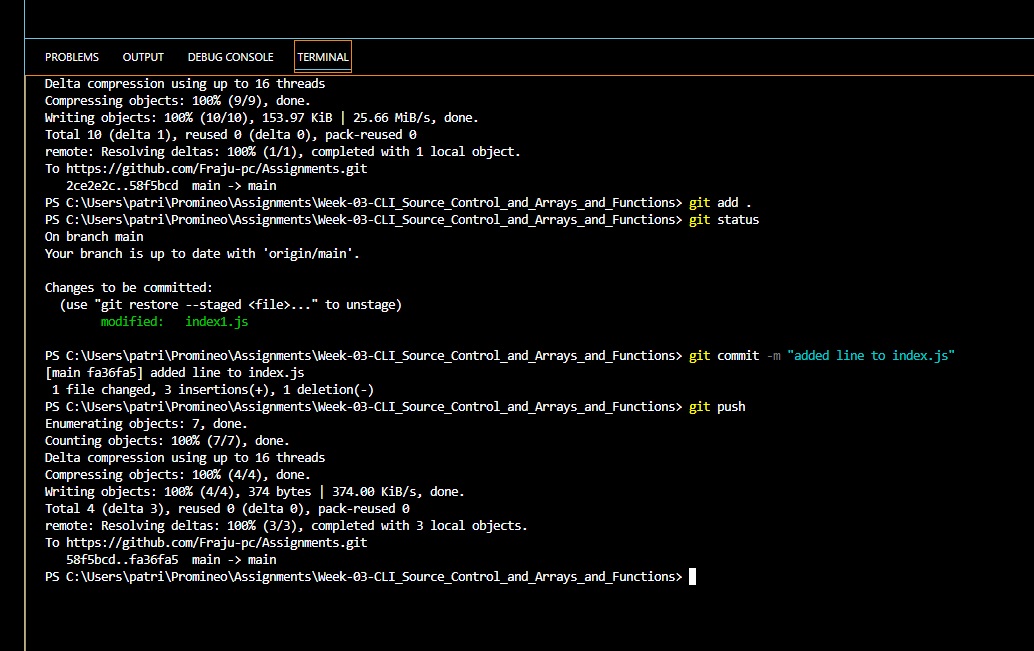 PROBLEMS OUTPUT DEBUG CONSOLE TERMINAL
Delta compression using up to 16 threads
Compressing objects: 100% (9/9), done.
Writing objects: 100% (10/10), 153.97 KiB | 25.66 MiB/s, done.
Total 10 (delta 1), reused 0 (delta 0), pack-reused 0
remote: Resolving deltas: 100% (1/1), completed with 1 local object.
To https://github.com/Fraju-pc/Assignments.git
   2ce2e2c..58f5bcd  main -> main
PS C:\Users\patri\Promineo\Assignments\Week-03-CLI_Source_Control_and_Arrays_and_Functions> git add .
PS C:\Users\patri\Promineo\Assignments\Week-03-CLI_Source_Control_and_Arrays_and_Functions> git status
On branch main
Your branch is up to date with 'origin/main'.

Changes to be committed:
  (use "git restore --staged <file>..." to unstage)
        modified:   index1.js

PS C:\Users\patri\Promineo\Assignments\Week-03-CLI_Source_Control_and_Arrays_and_Functions> git commit -m "added line to index.js"
[main fa36fa5] added line to index.js
 1 file changed, 3 insertions(+), 1 deletion(-)
PS C:\Users\patri\Promineo\Assignments\Week-03-CLI_Source_Control_and_Arrays_and_Functions> git push
Enumerating objects: 7, done.
Counting objects: 100% (7/7), done.
Delta compression using up to 16 threads
Compressing objects: 100% (4/4), done.
Writing objects: 100% (4/4), 374 bytes | 374.00 KiB/s, done.
Total 4 (delta 3), reused 0 (delta 0), pack-reused 0
remote: Resolving deltas: 100% (3/3), completed with 3 local objects.
To https://github.com/Fraju-pc/Assignments.git
   58f5bcd..fa36fa5  main -> main
PS C:\Users\patri\Promineo\Assignments\Week-03-CLI_Source_Control_and_Arrays_and_Functions>